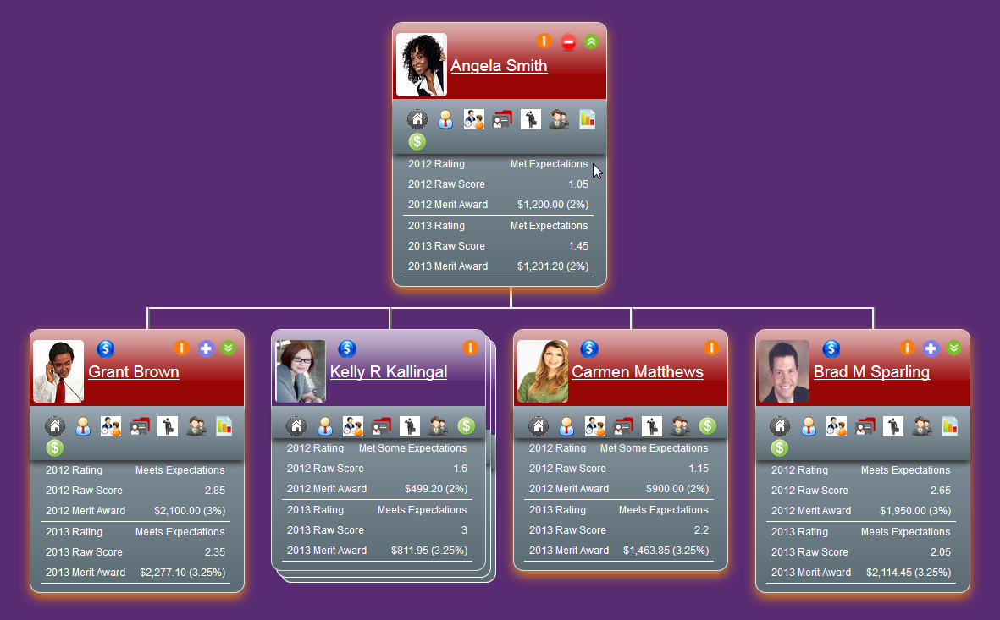 Angela Smith
2012 Rating Met Expectations
2012 Raw Score 1.05
2012 Merit Award $1,200.00 (2%)
2013 Rating Met Expectations
2013 Raw Score 1.45
2013 Merit Award $1,201.20 (2%)
Grant Brown
2012 Rating Meets Expectations
2012 Raw Score 2.85
2012 Merit Award $2,100.00 (3%)
2013 Rating Meets Expectations
2013 Raw Score 2.35
2013 Merit Award $2,277.10 (3.25%)
Kelly R Kallingal
2012 Rating Met Some Expectations
2012 Raw Score 1.6
2012 Merit Award $499.20 (2%)
2013 Rating Meets Expectations
2013 Raw Score 3
2013 Merit Award $811.95 (3.25%)
Carmen Matthews
2012 Rating Met Some Expectations
2012 Raw Score 1.15
2012 Merit Award $900.00 (2%)
2013 Rating Meets Expectations
2013 Raw Score 2.2
2013 Merit Award $1,463.85 (3.25%)
Brad M Sparling
2012 Rating Meets Expectations
2012 Raw Score 2.65
2012 Merit Award $1,950.00 (3%)
2013 Rating Meets Expectations
2013 Raw Score 2.05
2013 Merit Award $2,114.45 (3.25%)